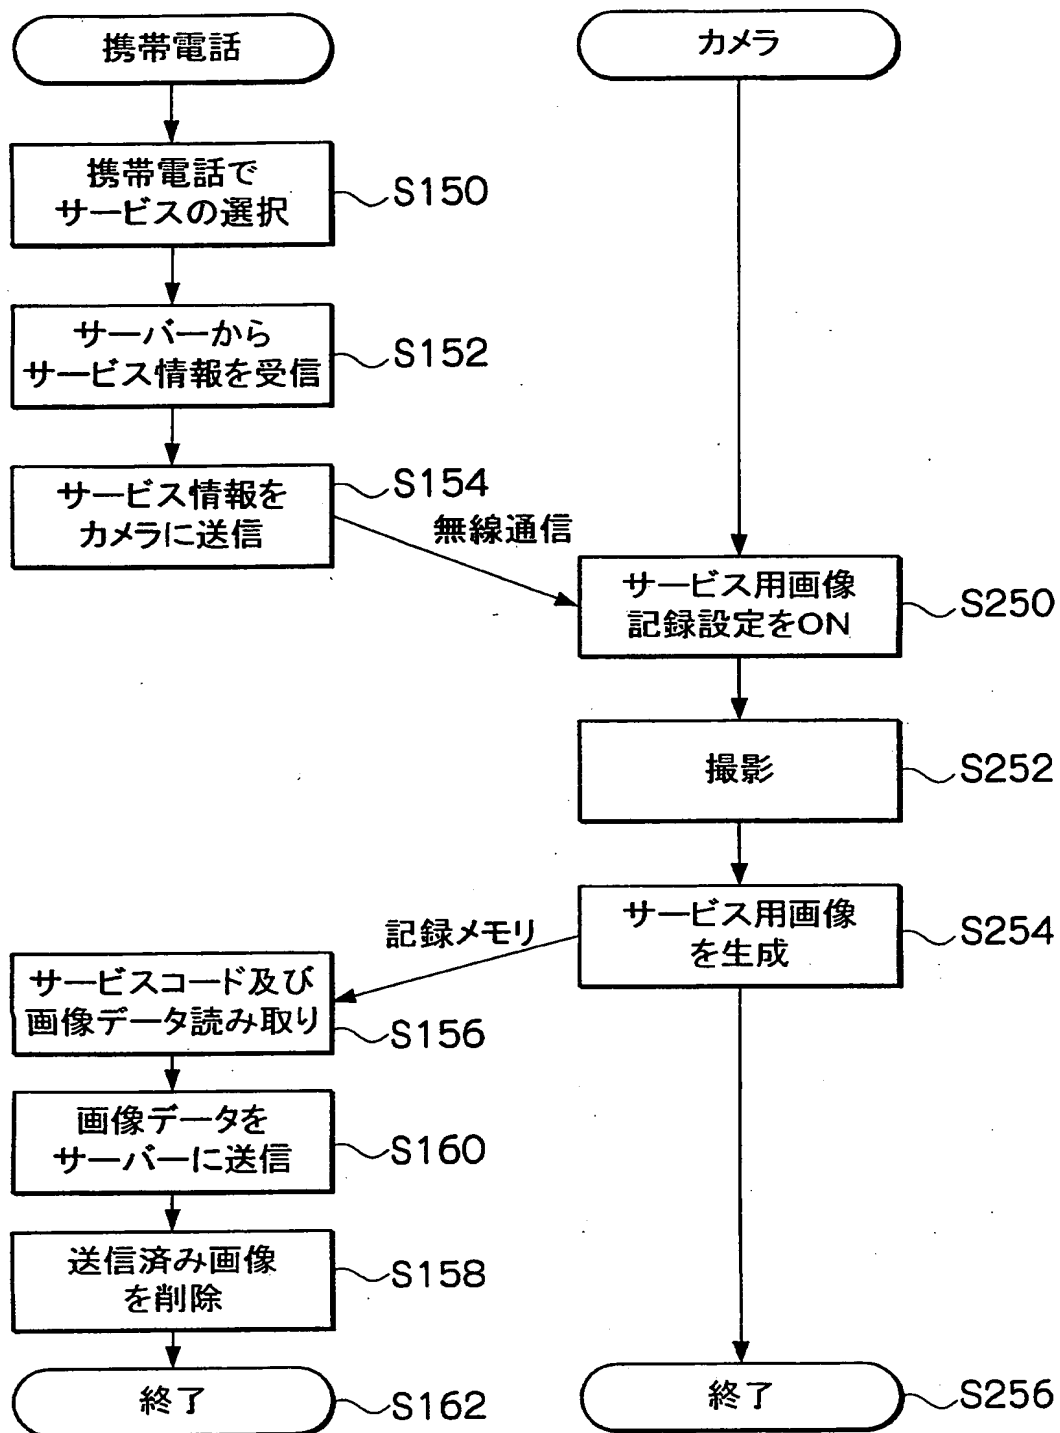 携帯電話
カメラ
携帯電話で
サービスの選択
S150
サーバーから
サービス情報を受信
S152
サービス情報を
カメラに送信
S154
無線通信
サービス用画像
記録設定をON
S250
撮影
S252
サービス用画像
を生成
S254
記録メモリ
サービスコード及び
画像データ読み取り
S156
画像データを
サーバーに送信
S160
送信済み画像
を削除
S158
終了
S162
終了
S256